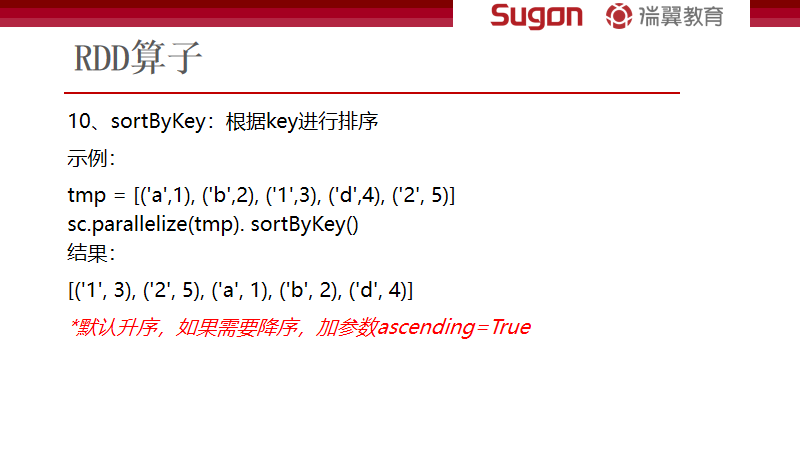 Sugon 瑞翼教育
RDD算子
10、sortByKey：根据key进行排序
示例：
tmp = [('a',1), ('b',2), ('1',3), ('d',4), ('2', 5)]
sc.parallelize(tmp). sortByKey()
结果：
[('1', 3), ('2', 5), ('a', 1), ('b', 2), ('d', 4)]
*默认升序，如果需要降序，加参数ascending=True